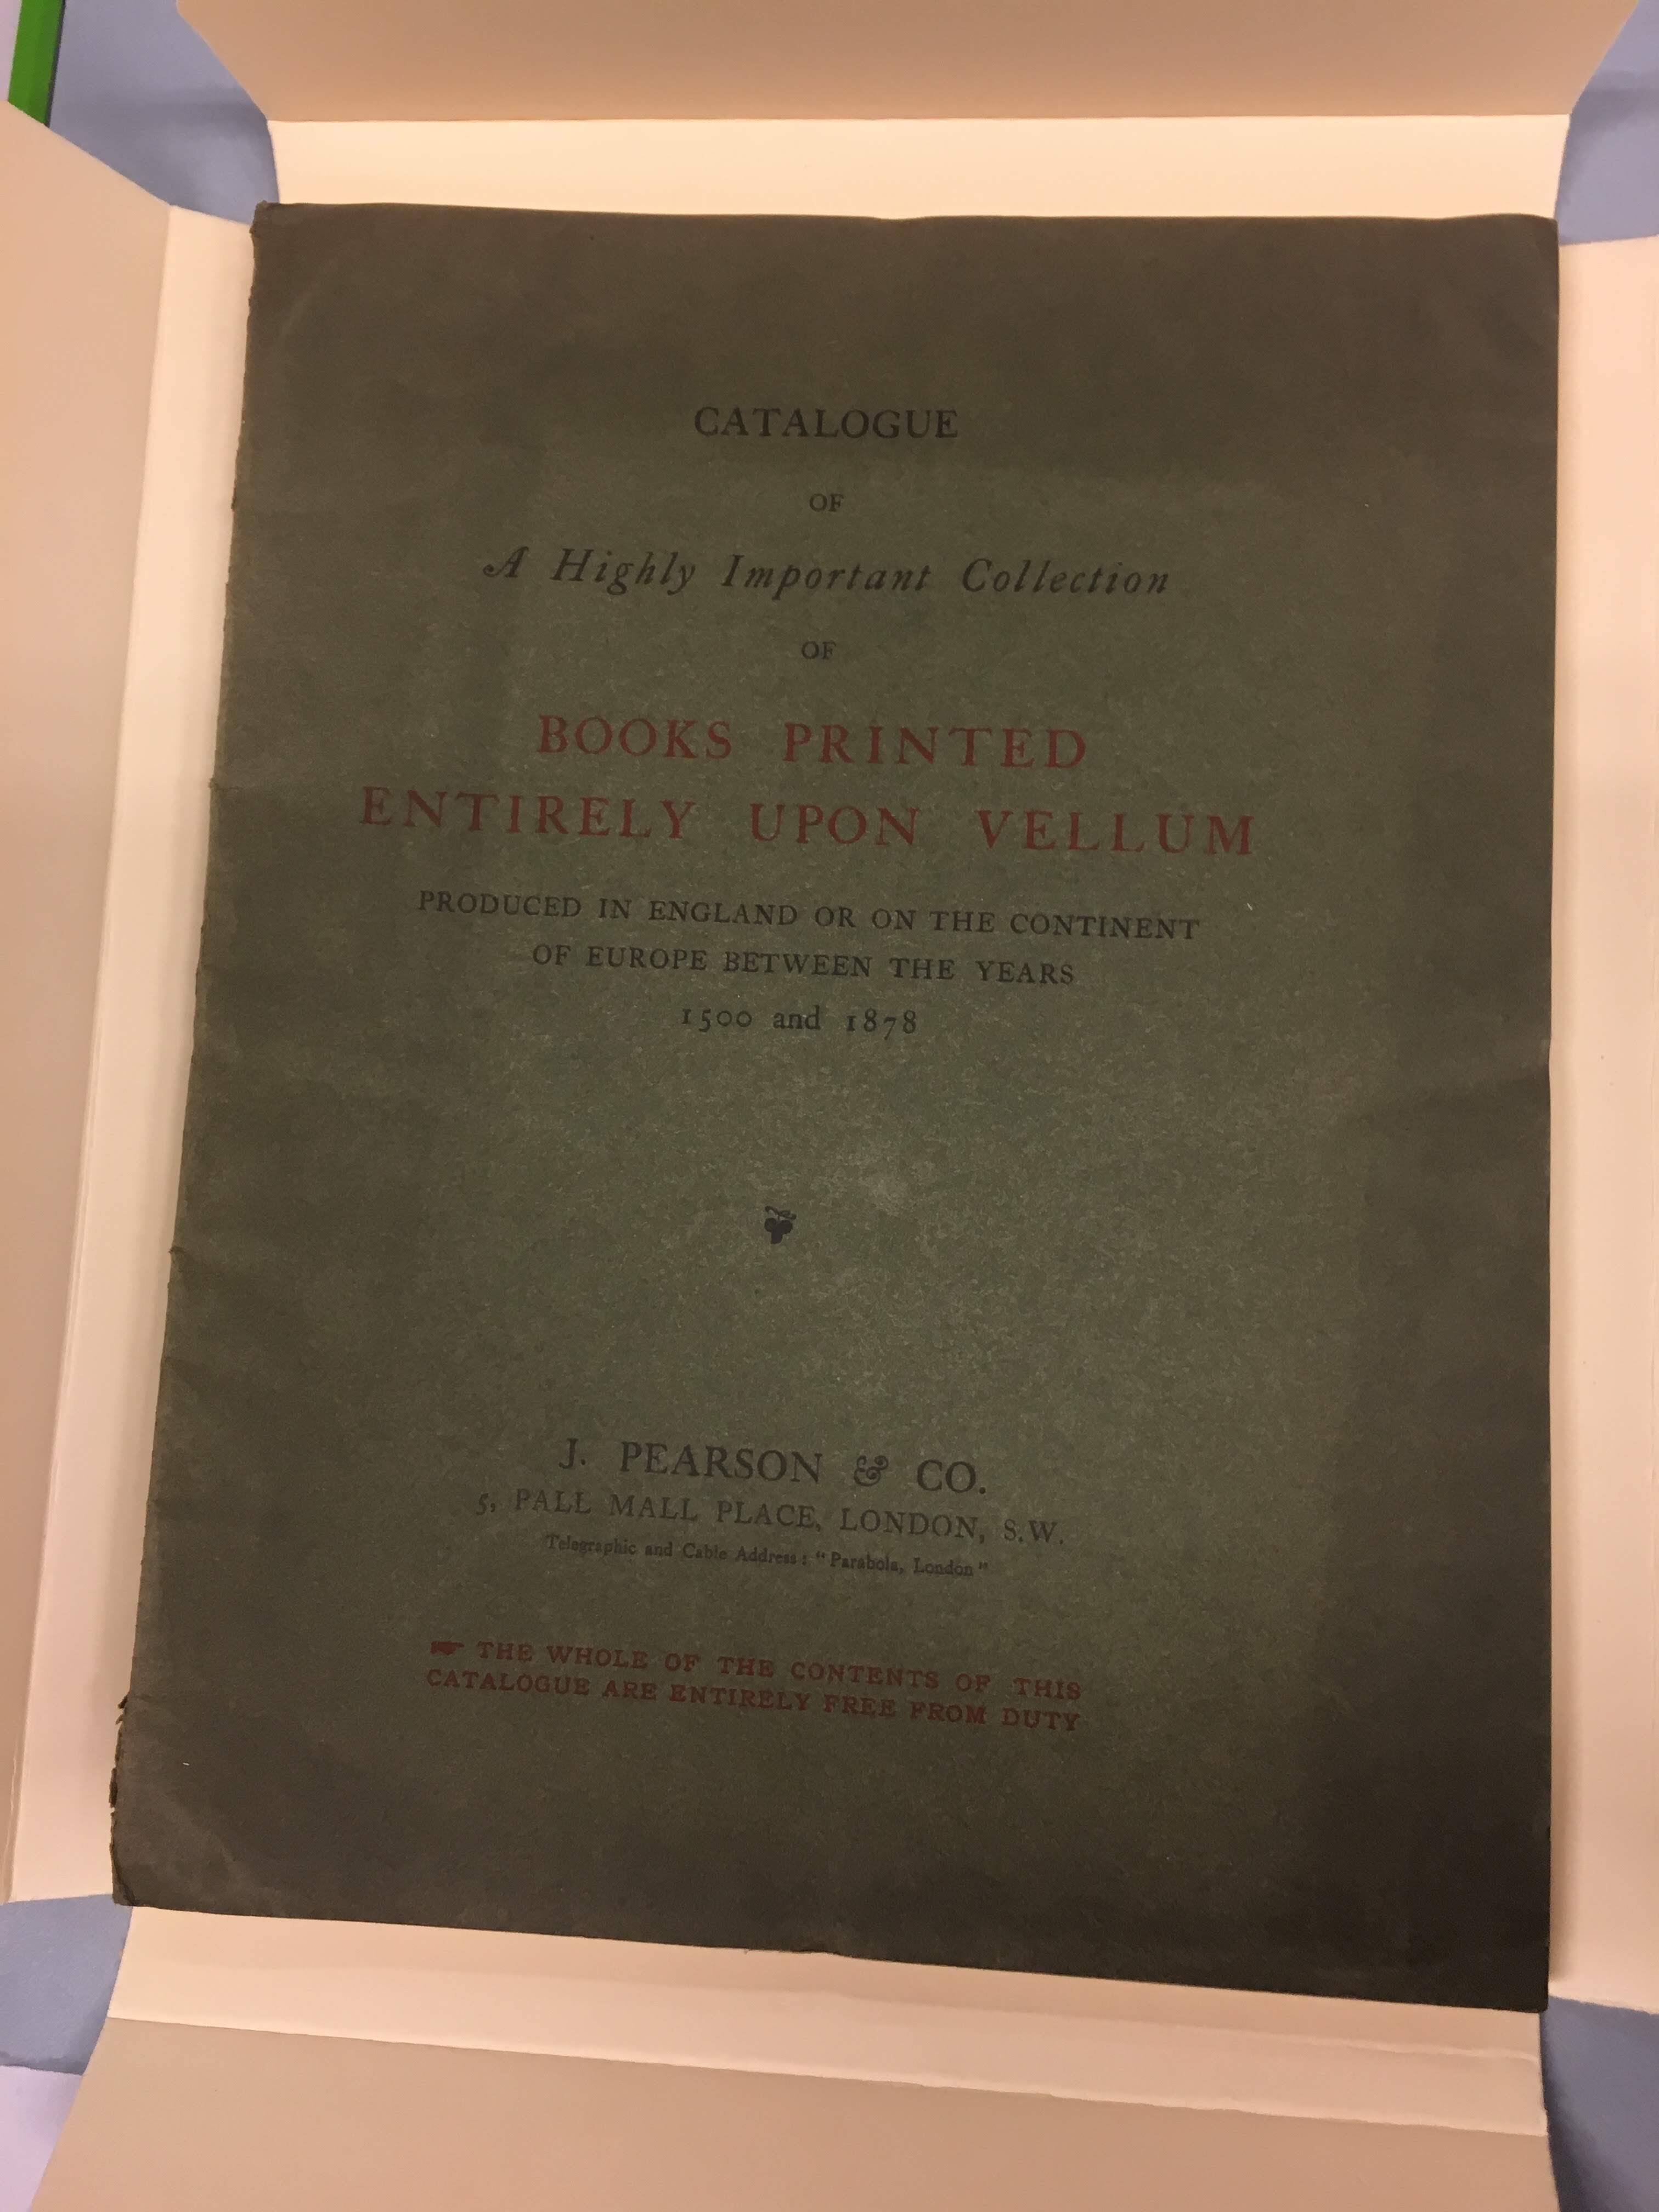 CATALOGUE
OF
A Highly Important Collection
OF
BOOKS PRINTED
ENTIRELY UPON VELLUM
PRODUCED IN ENGLAND OR ON THE CONTINENT
OF EUROPE BETWEEN THE YEARS
1500 and 1878
J. PEARSON & CO.
5, PALL MALL PLACE, LONDON, S.W.
Telegraphic and Cable Address: "Parabola, London"
☛ THE WHOLE OF THE CONTENTS OF THIS
CATALOGUE ARE ENTIRELY FREE FROM DUTY